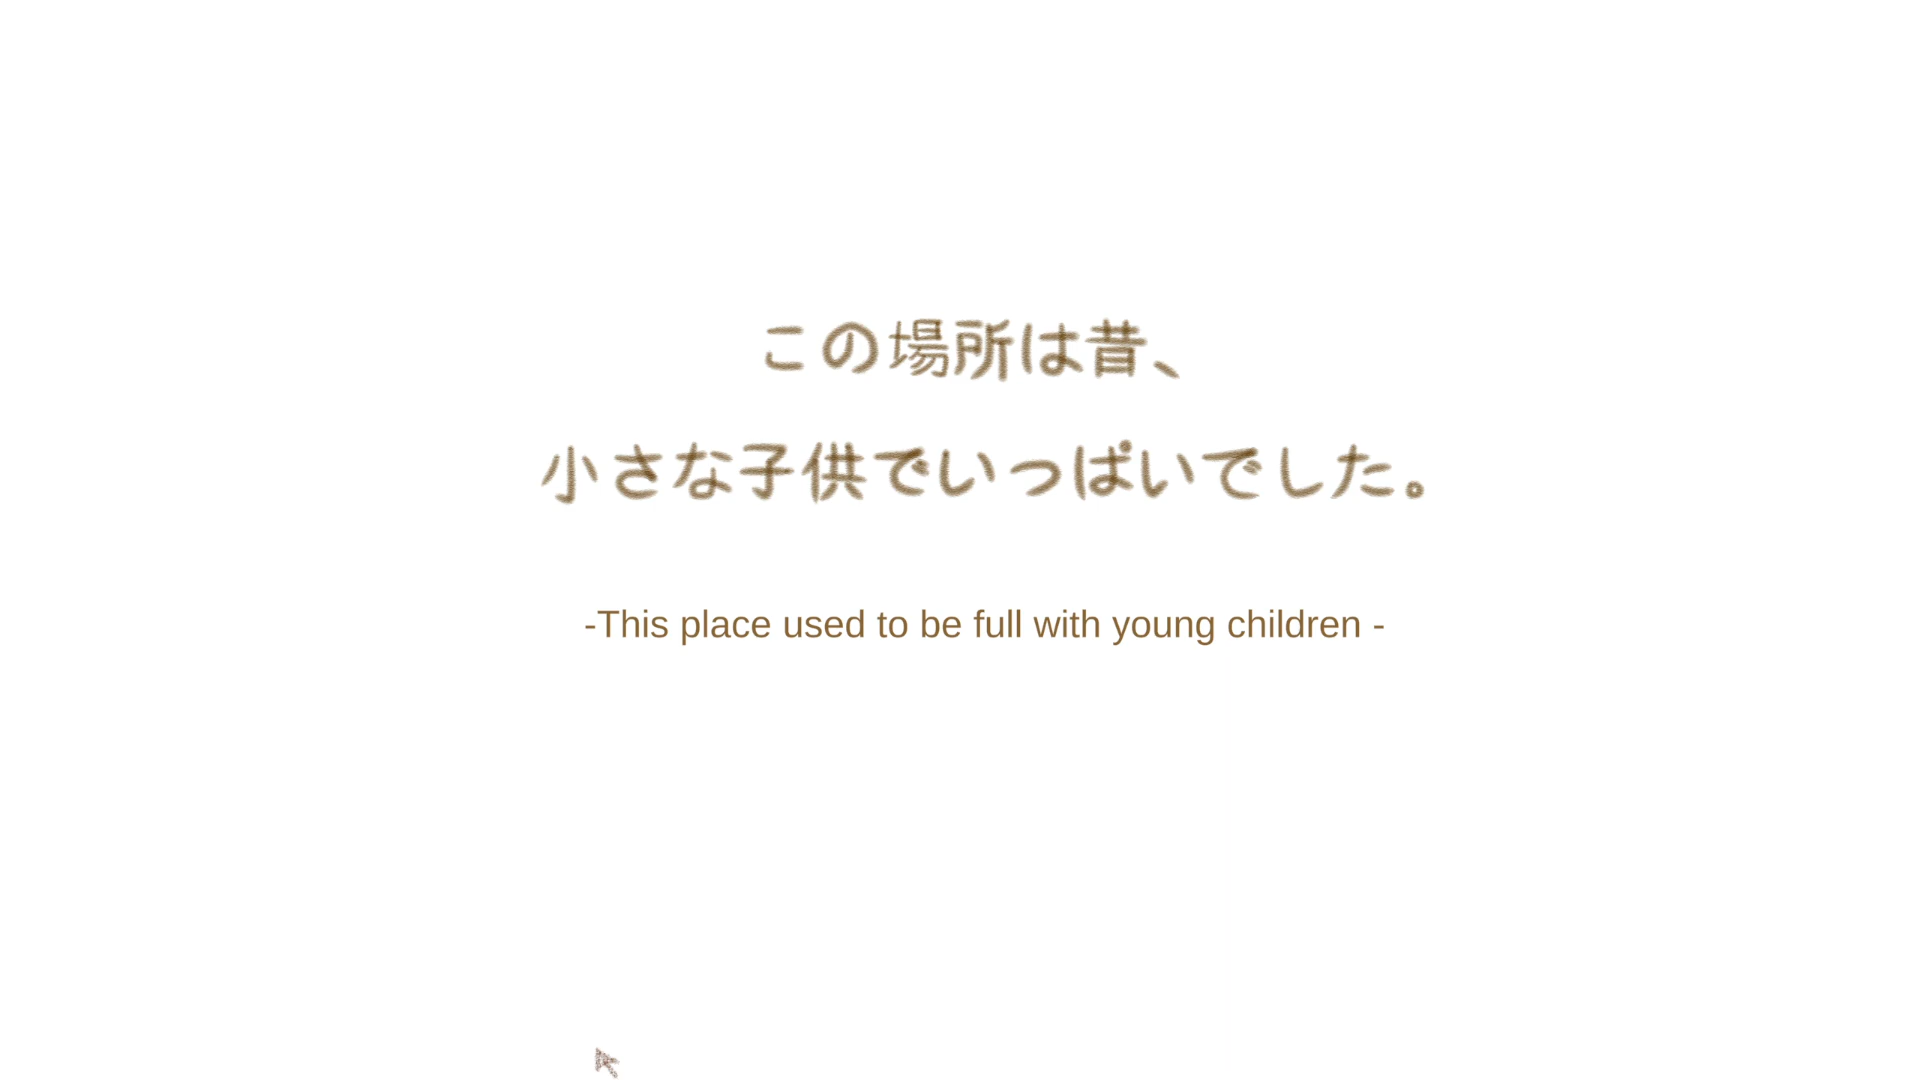 この場所は昔、
小さな子供でいっぱいでした。
-This place used to be full with young children -